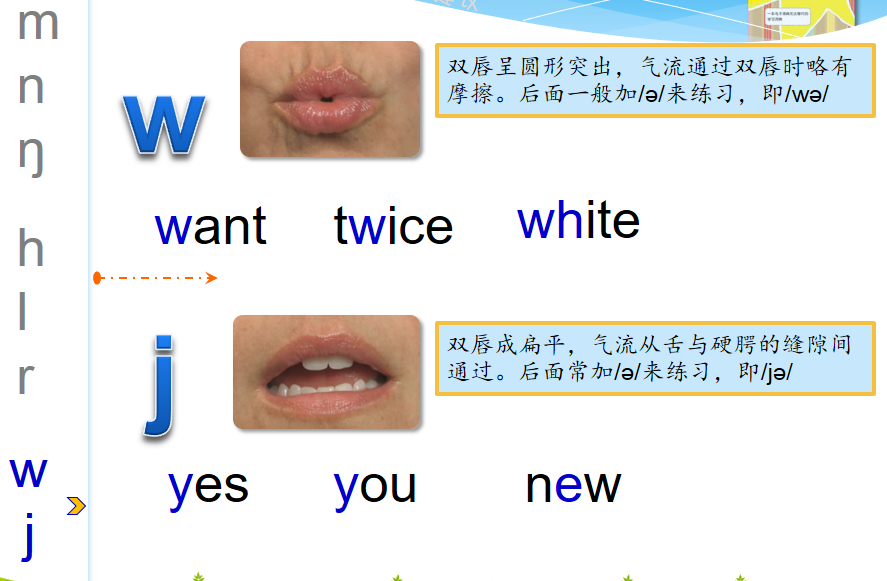 m
n
ŋ
h
l
r
w
j
w
双唇呈圆形突出，气流通过双唇时略有
摩擦。后面一般加/ə/来练习，即/wə/
want twice white
j
双唇成扁平，气流从舌与硬腭的缝隙间
通过。后面常加/ə/来练习，即/jə/
yes you new